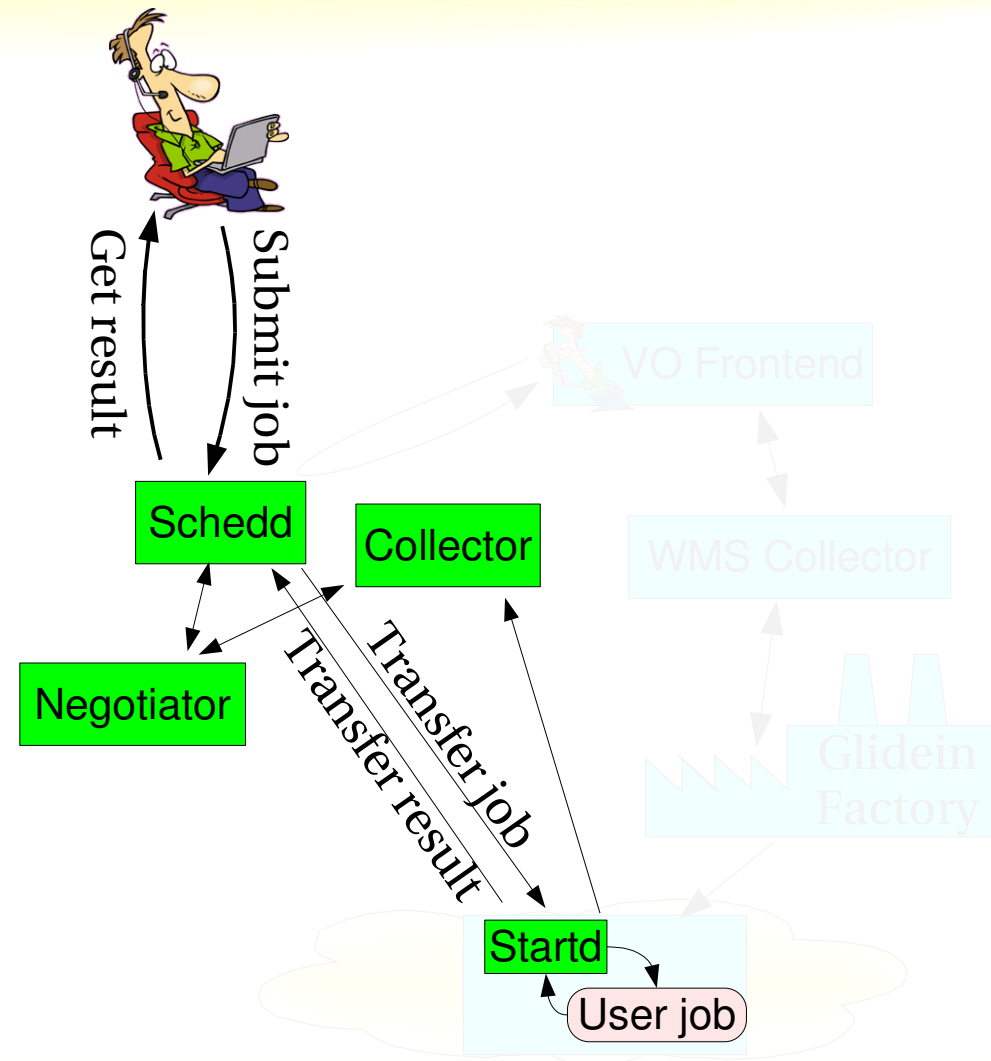 Get result
Submit job
VO Frontend
Schedd
Collector
WMS Collector
Negotiator
Transfer result
Transfer job
Glidein
Factory
Startd
User job